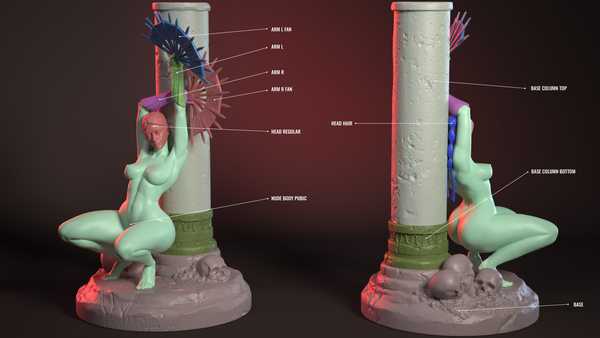 ARM L FAN
ARM L
ARM R
ARM R FAN
HEAD REGULAR
NUDE BODY PUBIC
BASE COLUMN TOP
HEAD HAIR
BASE COLUMN BOTTOM
BASE